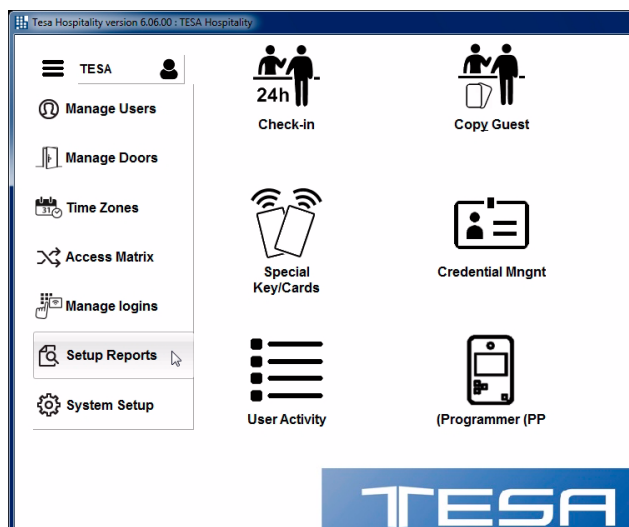 Tesa Hospitality version 6.06.00 : TESA Hospitality
TESA
Manage Users
Manage Doors
31
Time Zones
Access Matrix
Manage logins
Setup Reports
System Setup
24h
Check-in
Copy Guest
Special
Key/Cards
Credential Mngnt
User Activity
(Programmer (PP
TESA